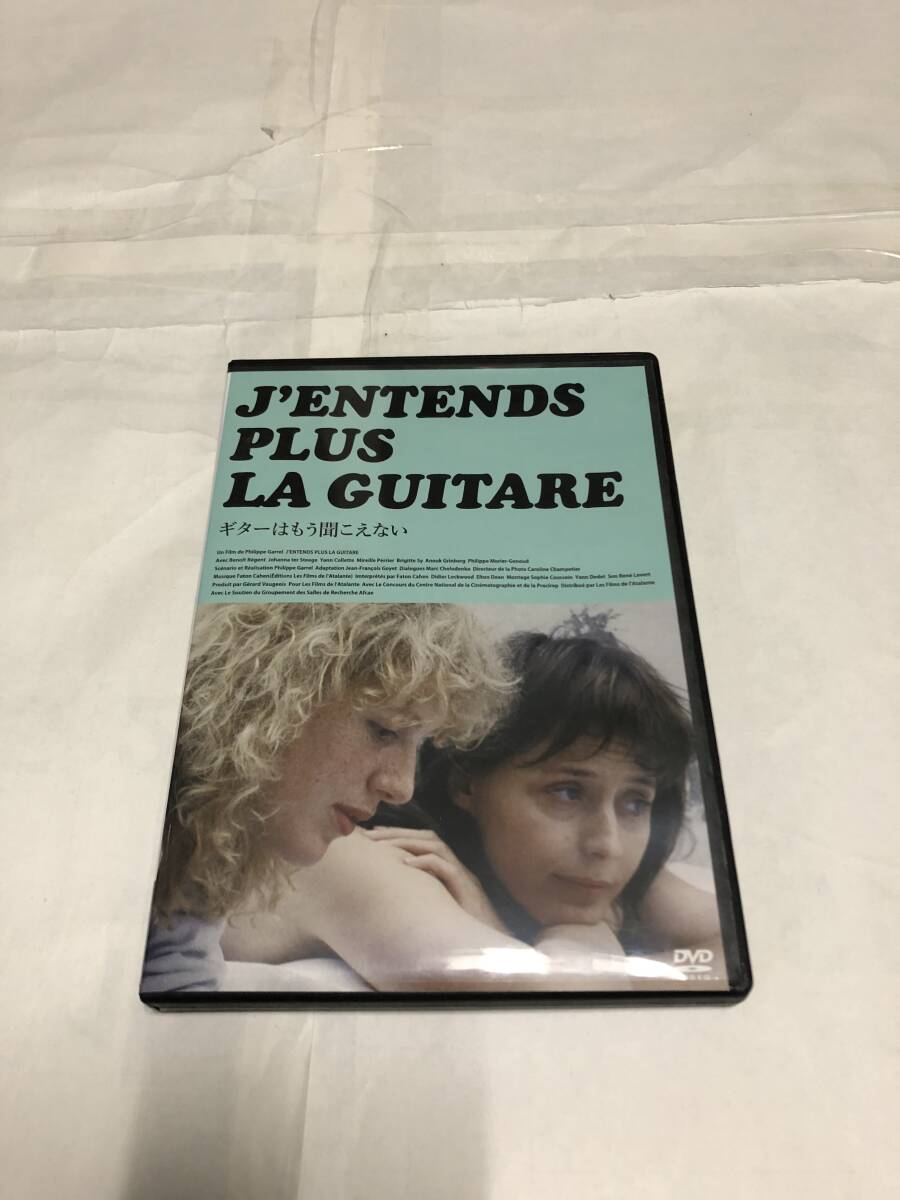 J'ENTENDS
PLUS
LA GUITARE
ギターはもう聞こえない
Un Film de Philippe Garrel J'ENTENDS PLUS LA GUITARE
Avec Benoît Régent Johanna ter Steege Yann Collette Mireille Perrier Brigitte Sy Anouk Grinberg Philippe Morier-Genoud
Scénario et Réalisation Philippe Garrel Adaptation Jean-François Goyet Dialogues Marc Cholodenko Directeur de la Photo Caroline Champetier
Musique Faton Cahen(Editions Les Films de l'Atalante) Interprétés par Faton Cahen Didier Lockwood Elton Dean Montage Sophie Coussein Yann Dedet Son René Levert
Produit par Gérard Vaugeois Pour Les Films de l'Atalante Avec Le Concours du Centre National de la Cinématographie et de la Procirep Distribué par Les Films de l'Atalante
Avec Le Soutien du Groupement des Salles de Recherche Afcae
DVD
VIDEO